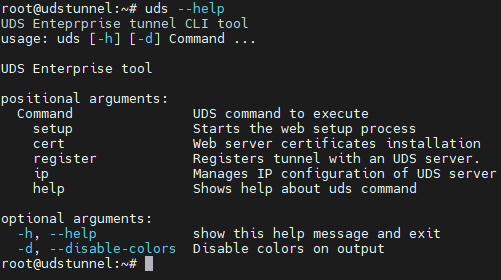 root@udstunnel:~# uds --help
UDS Enteprprise tunnel CLI tool
usage: uds [-h] [-d] Command ...
UDS Enterprise tool
positional arguments:
Command UDS command to execute
setup Starts the web setup process
cert Web server certificates installation
register Registers tunnel with an UDS server.
ip Manages IP configuration of UDS server
help Shows help about uds command
optional arguments:
-h, --help show this help message and exit
-d, --disable-colors Disable colors on output
root@udstunnel:~#